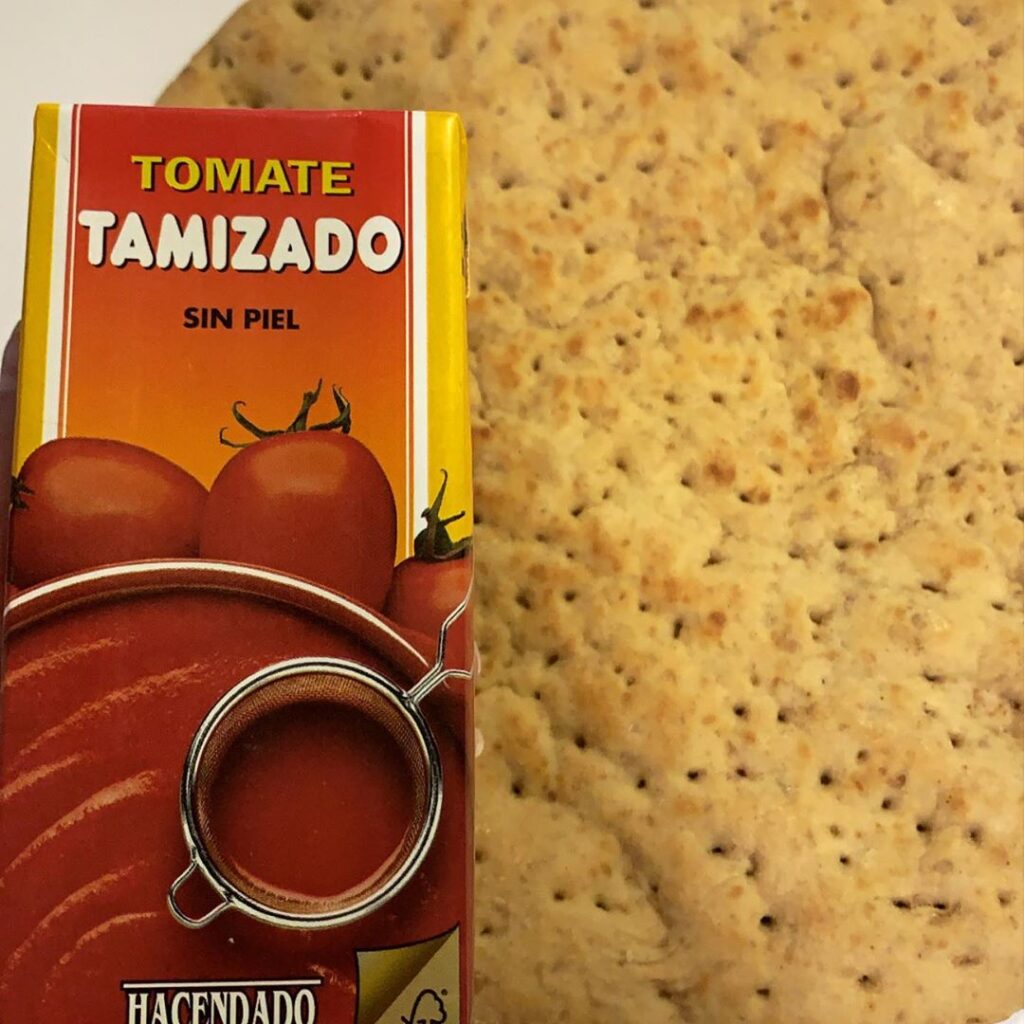 TOMATE
TAMIZADO
SIN PIEL
HACENDADO